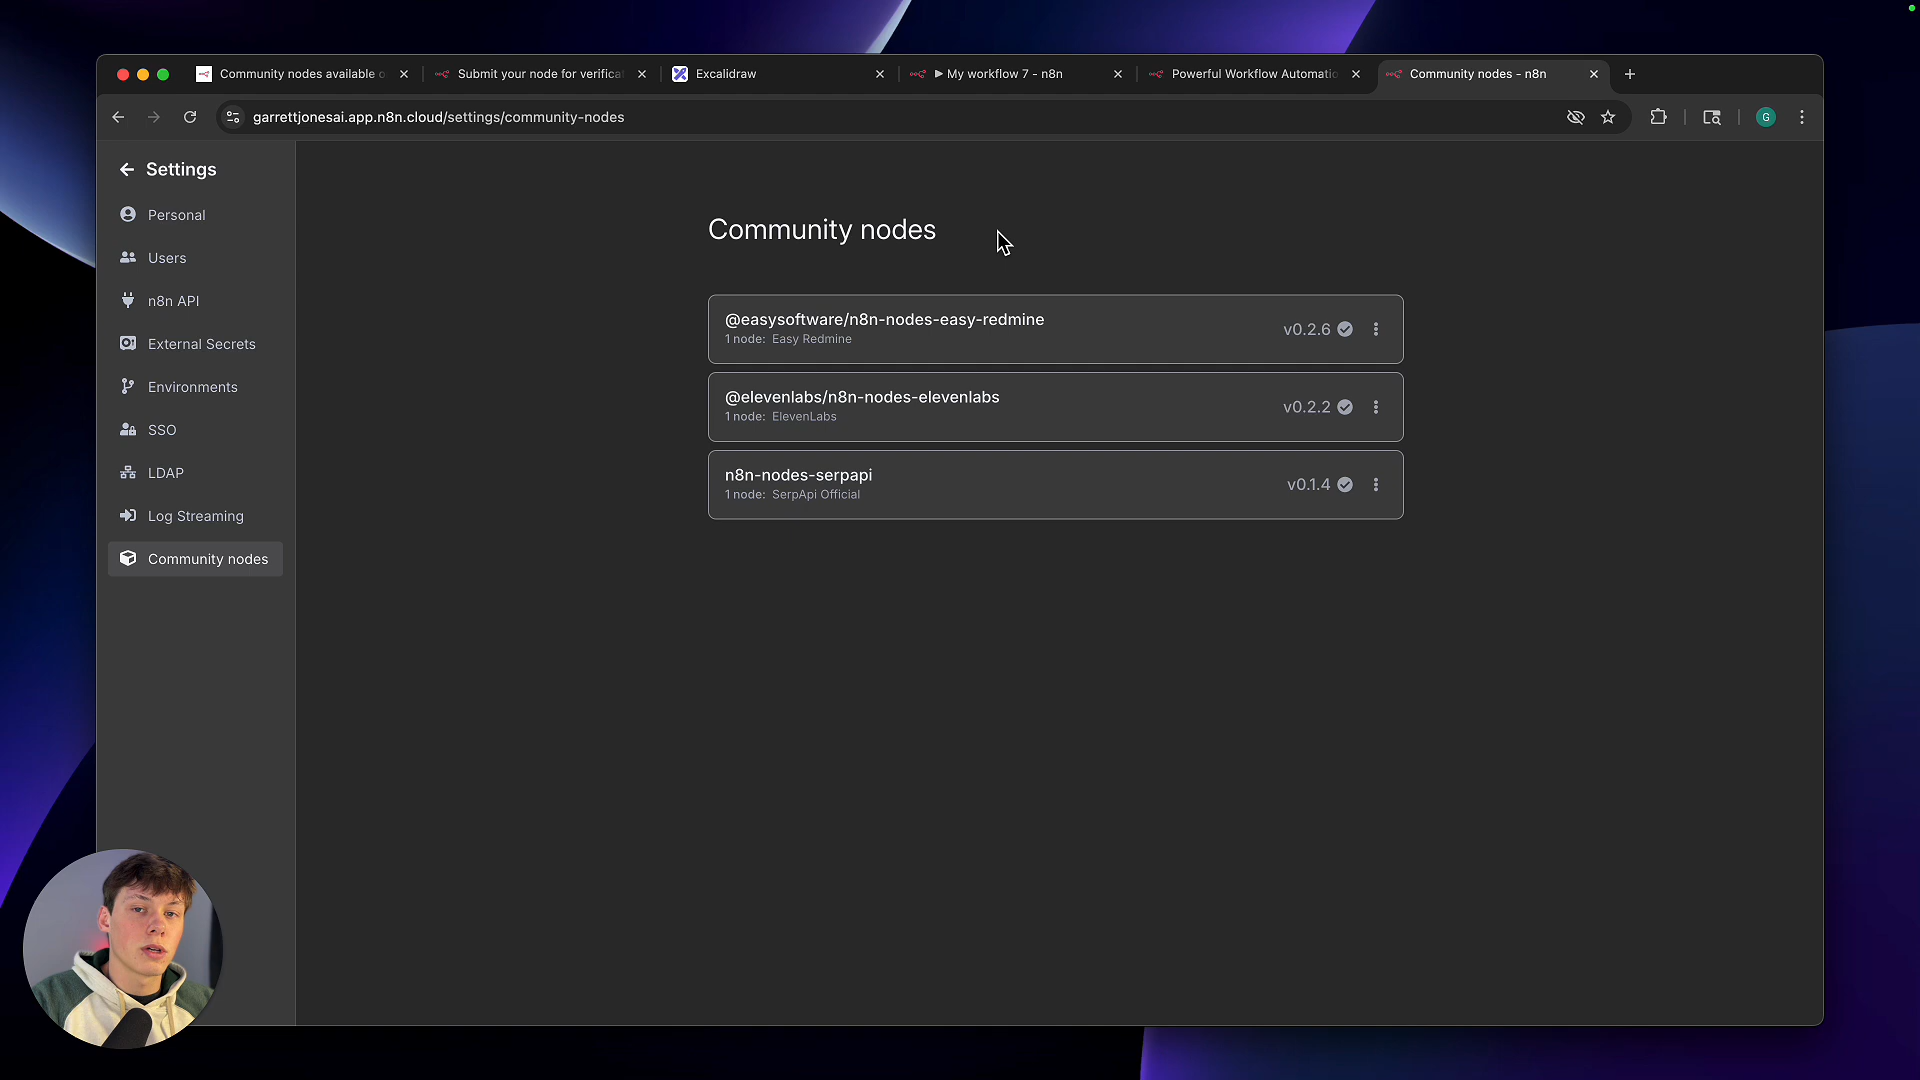 Community nodes available o
Submit your node for verificat
Excalidraw
My workflow 7 - n8n
Powerful Workflow Automatio
Community nodes - n8n
garrettjonesai.app.n8n.cloud/settings/community-nodes
G
Settings
Personal
Users
n8n API
External Secrets
Environments
SSO
LDAP
Log Streaming
Community nodes
Community nodes
@easysoftware/n8n-nodes-easy-redmine
1 node: Easy Redmine
v0.2.6
@elevenlabs/n8n-nodes-elevenlabs
1 node: ElevenLabs
v0.2.2
n8n-nodes-serpapi
1 node: SerpApi Official
v0.1.4